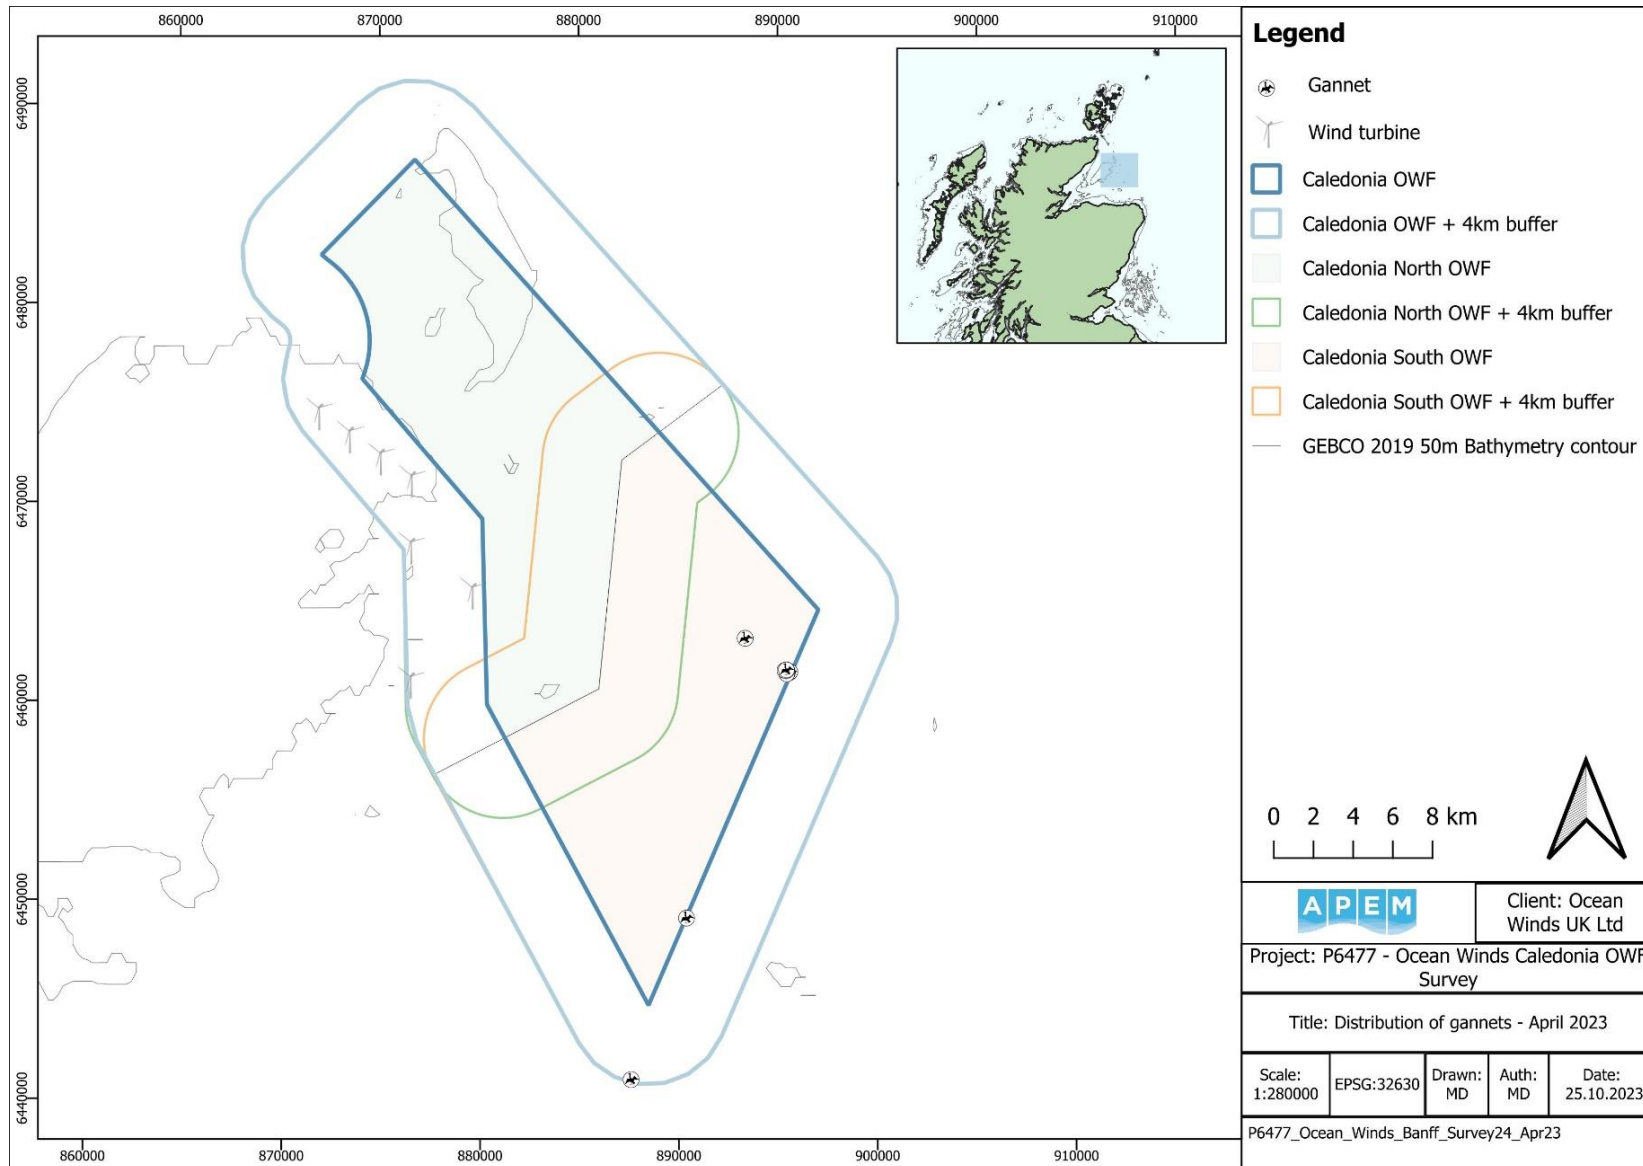 860000 870000 880000 890000 900000 910000
6490000
6480000
6470000
6460000
6450000
6440000
860000 870000 880000 890000 900000 910000
Legend
Gannet
Wind turbine
Caledonia OWF
Caledonia OWF + 4km buffer
Caledonia North OWF
Caledonia North OWF + 4km buffer
Caledonia South OWF
Caledonia South OWF + 4km buffer
GEBCO 2019 50m Bathymetry contour
0 2 4 6 8 km
APEM
Client: Ocean
Winds UK Ltd
Project: P6477 - Ocean Winds Caledonia OWF
Survey
Title: Distribution of gannets - April 2023
Scale:
1:280000
EPSG:32630
Drawn:
MD
Auth:
MD
Date:
25.10.2023
P6477_Ocean_Winds_Banff_Survey24_Apr23